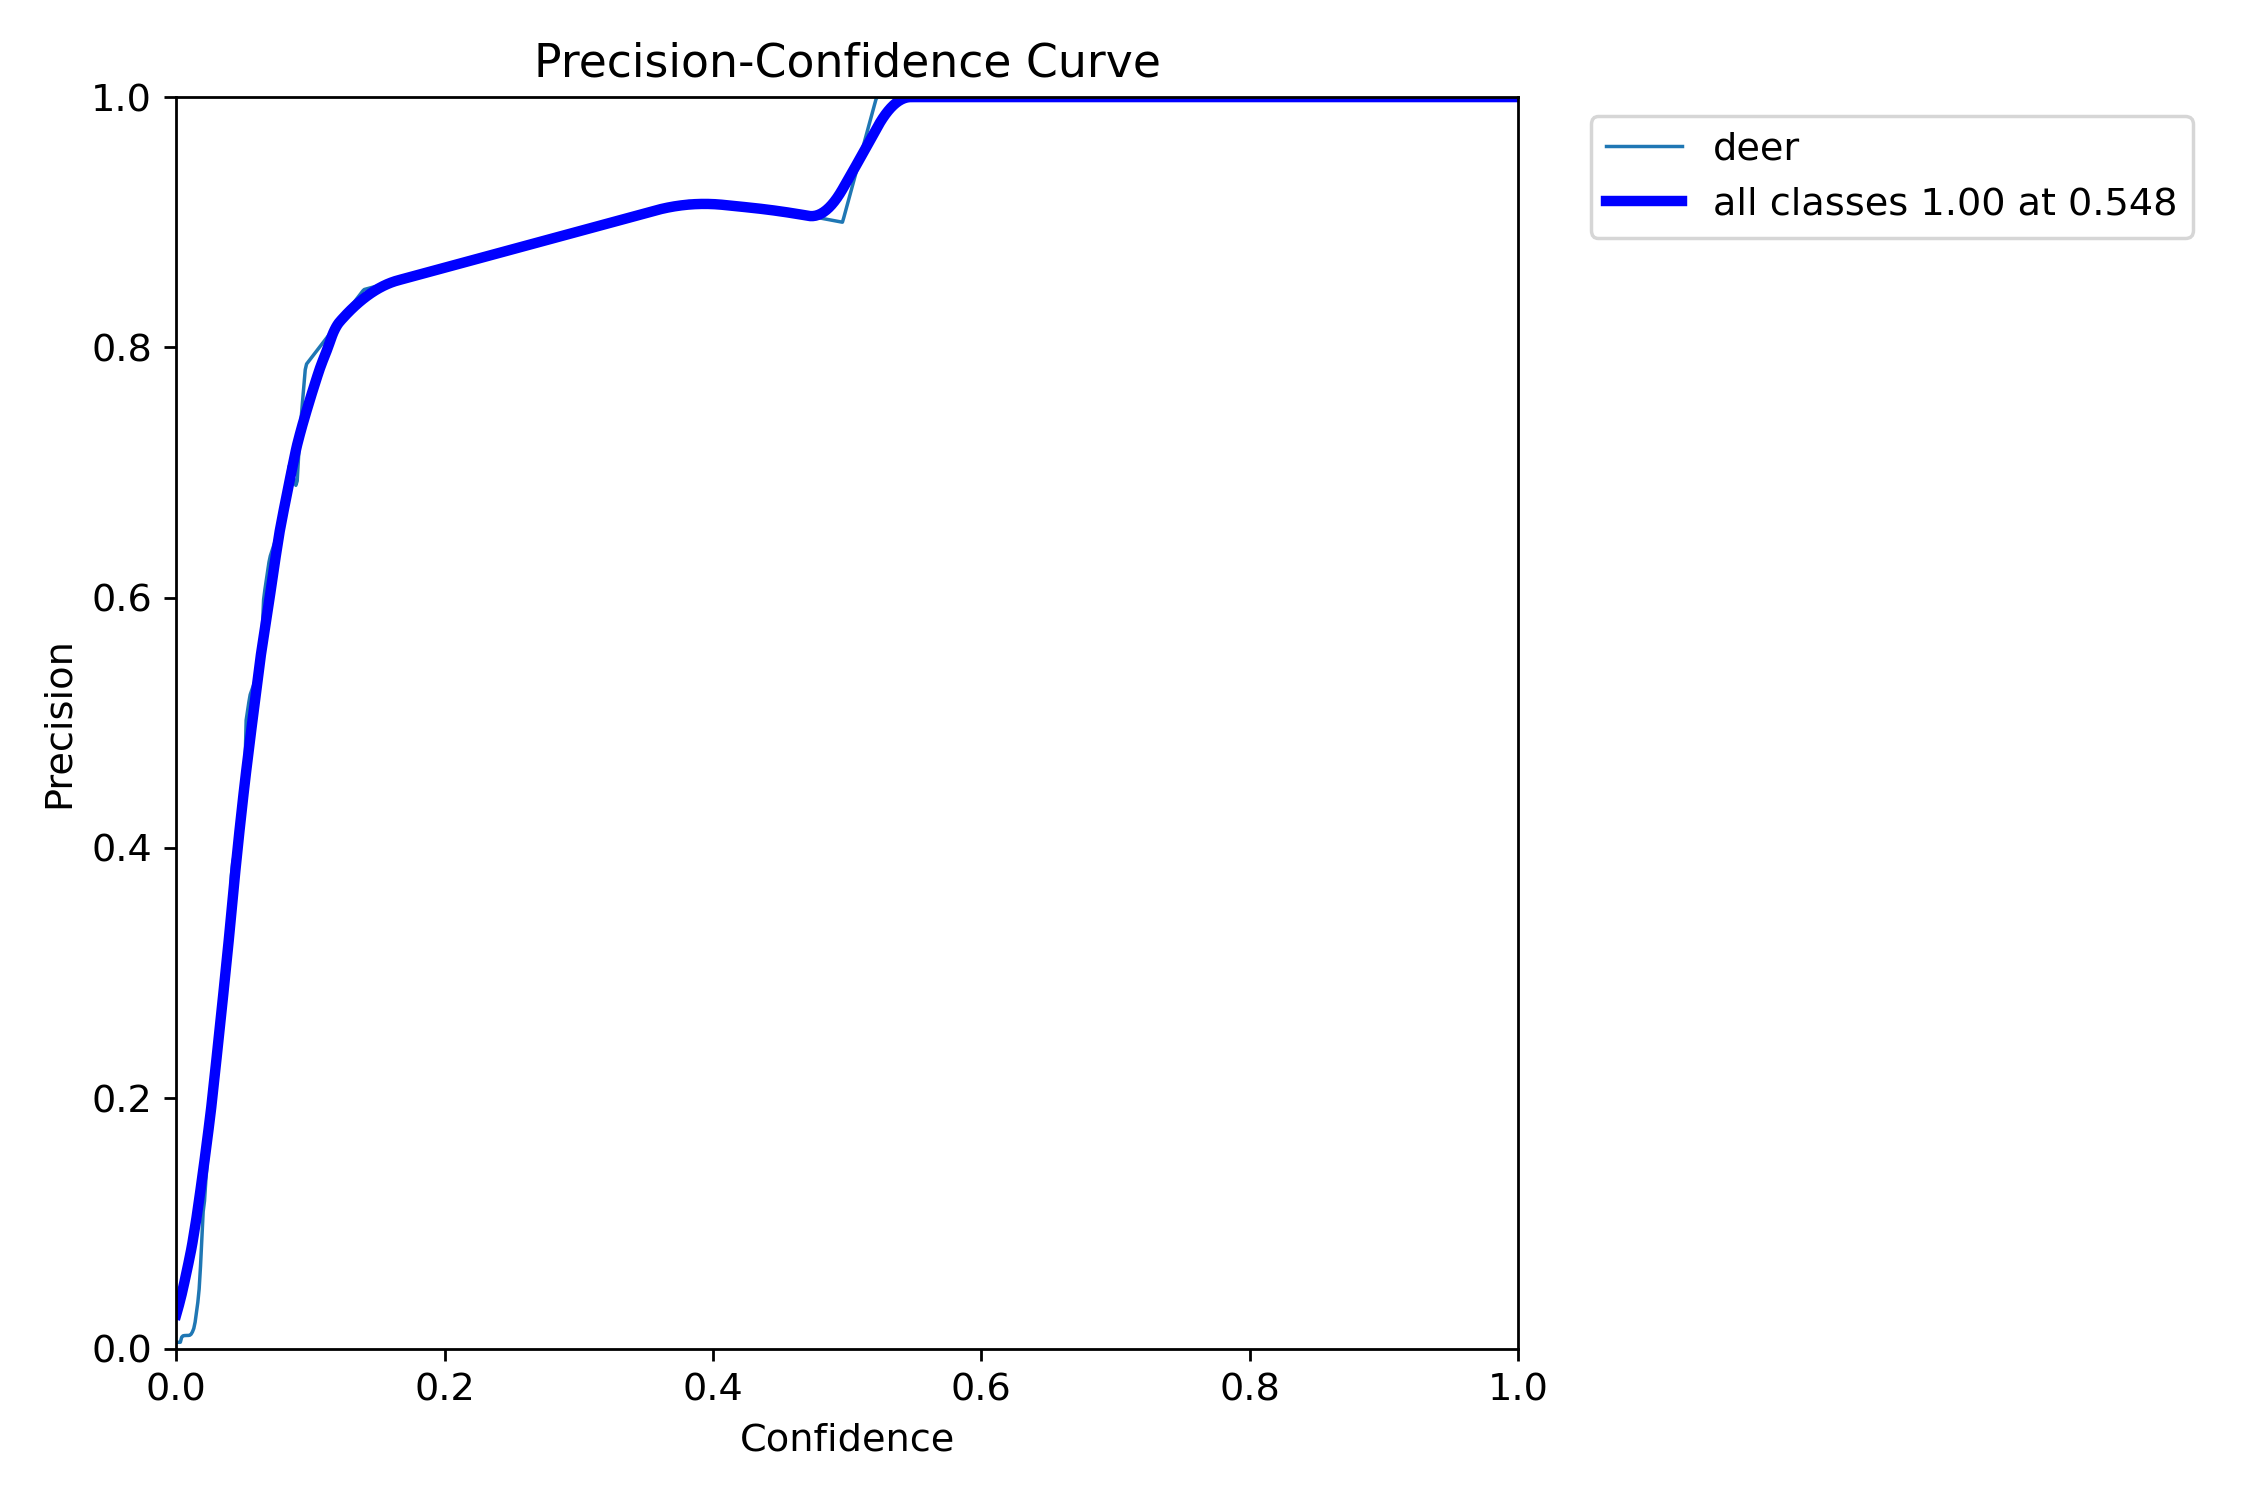 Precision-Confidence Curve
1.0
0.8
0.6
0.4
0.2
0.0
Precision
0.0 0.2 0.4 0.6 0.8 1.0
Confidence
deer
all classes 1.00 at 0.548